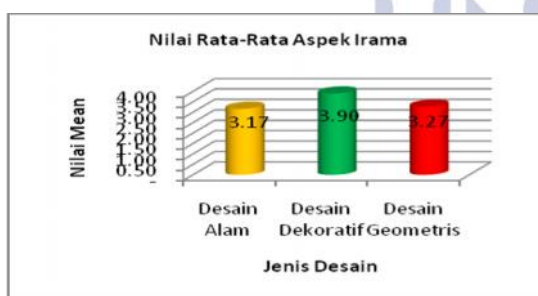 Nilai Rata-Rata Aspek Irama
Nilai Mean
4.00
3.50
3.00
2.50
2.00
1.50
1.00
0.50
-
3.17
3.90
3.27
Desain Alam
Desain Dekoratif
Desain Geometris
Jenis Desain